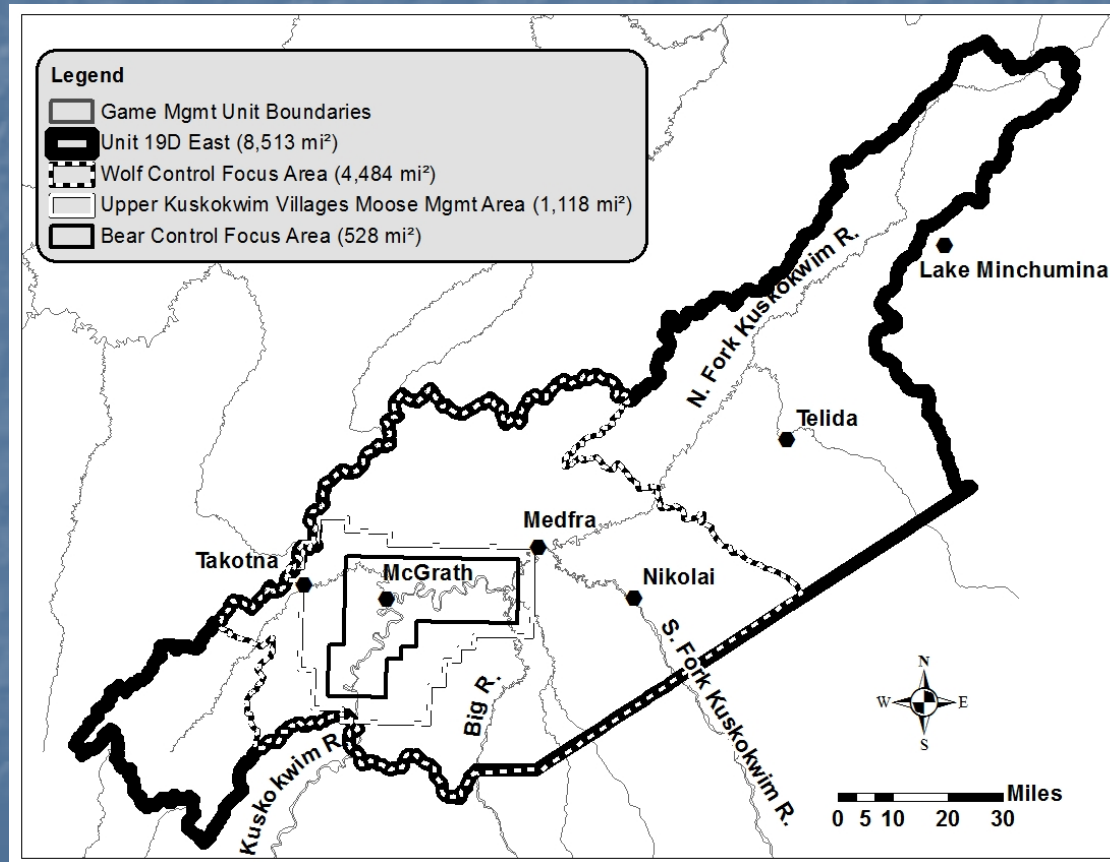 Legend
Game Mgmt Unit Boundaries
Unit 19D East (8,513 mi²)
Wolf Control Focus Area (4,484 mi²)
Upper Kuskokwim Villages Moose Mgmt Area (1,118 mi²)
Bear Control Focus Area (528 mi²)
N. Fork Kuskokwim R.
Lake Minchumina
Telida
Medfra
Takotna
McGrath
Nikolai
S. Fork Kuskokwim R.
Big R.
Kuskokwim R.
N
W E
S
Miles
0 5 10 20 30